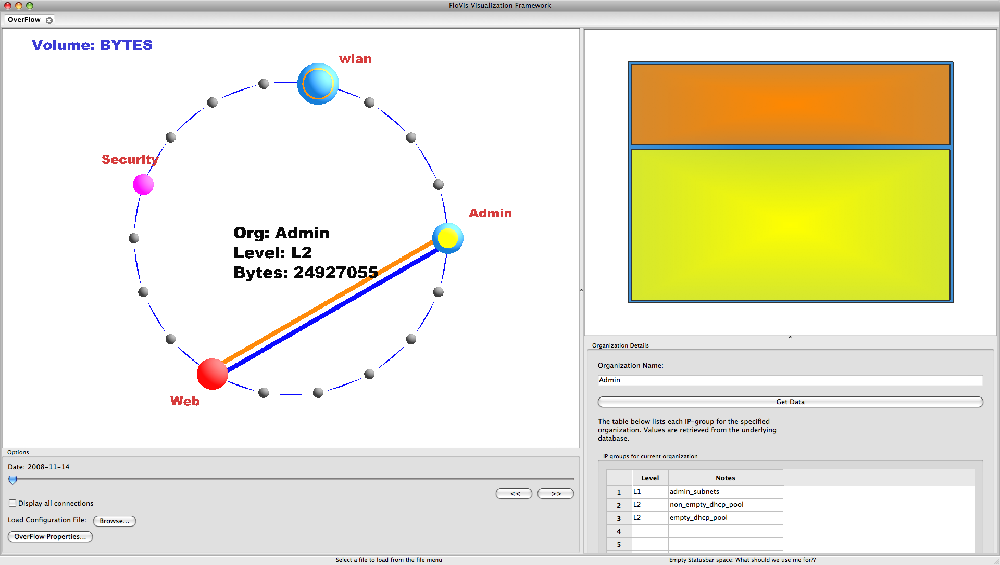 FloVis Visualization Framework
OverFlow
Volume: BYTES
wlan
Security
Admin
Org: Admin
Level: L2
Bytes: 24927055
Web
Options
Date: 2008-11-14
<< >>
Display all connections
Load Configuration File: Browse...
OverFlow Properties...
Organization Details
Organization Name:
Admin
Get Data
The table below lists each IP-group for the specified
organization. Values are retrieved from the underlying
database.
IP groups for current organization
Level Notes
1 L1 admin_subnets
2 L2 non_empty_dhcp_pool
3 L2 empty_dhcp_pool
4
5
Select a file to load from the file menu
Empty Statusbar space: What should we use me for??